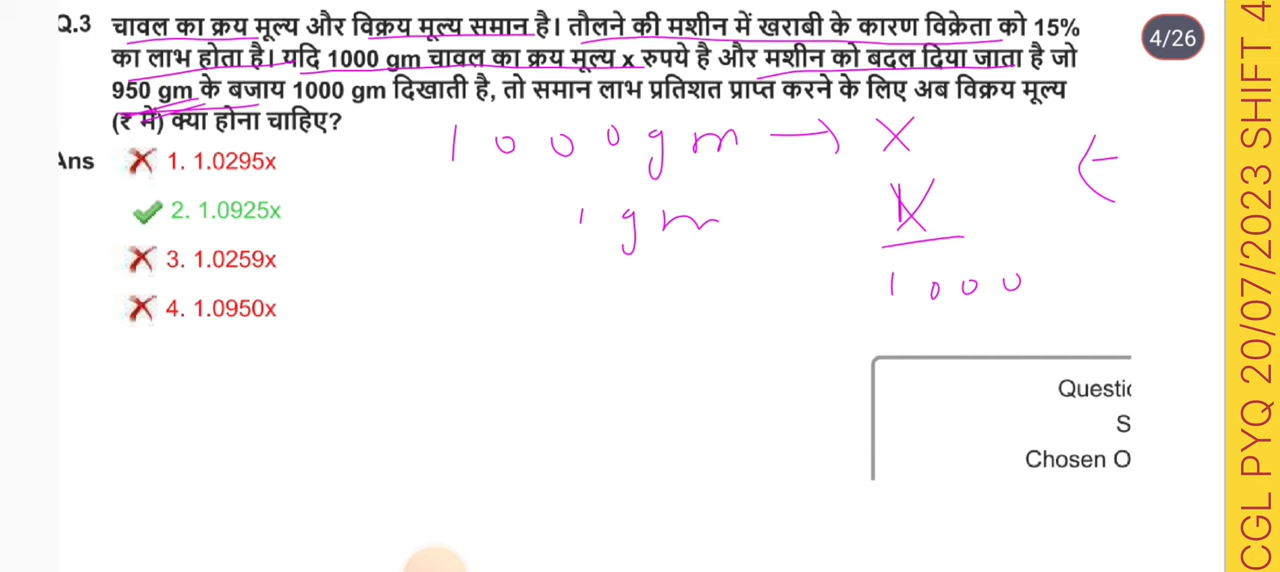 Q.3 चावल का क्रय मूल्य और विक्रय मूल्य समान है। तौलने की मशीन में खराबी के कारण विक्रेता को 15%
का लाभ होता है। यदि 1000 gm चावल का क्रय मूल्य x रुपये है और मशीन को बदल दिया जाता है जो
950 gm के बजाय 1000 gm दिखाती है, तो समान लाभ प्रतिशत प्राप्त करने के लिए अब विक्रय मूल्य
(₹ में) क्या होना चाहिए?
Ans 1. 1.0295x
2. 1.0925x
3. 1.0259x
4. 1.0950x
1000gm → x
1gm x
1000
4/26
Questic
S
Chosen O
CGL PYQ 20/07/2023 SHIFT 4